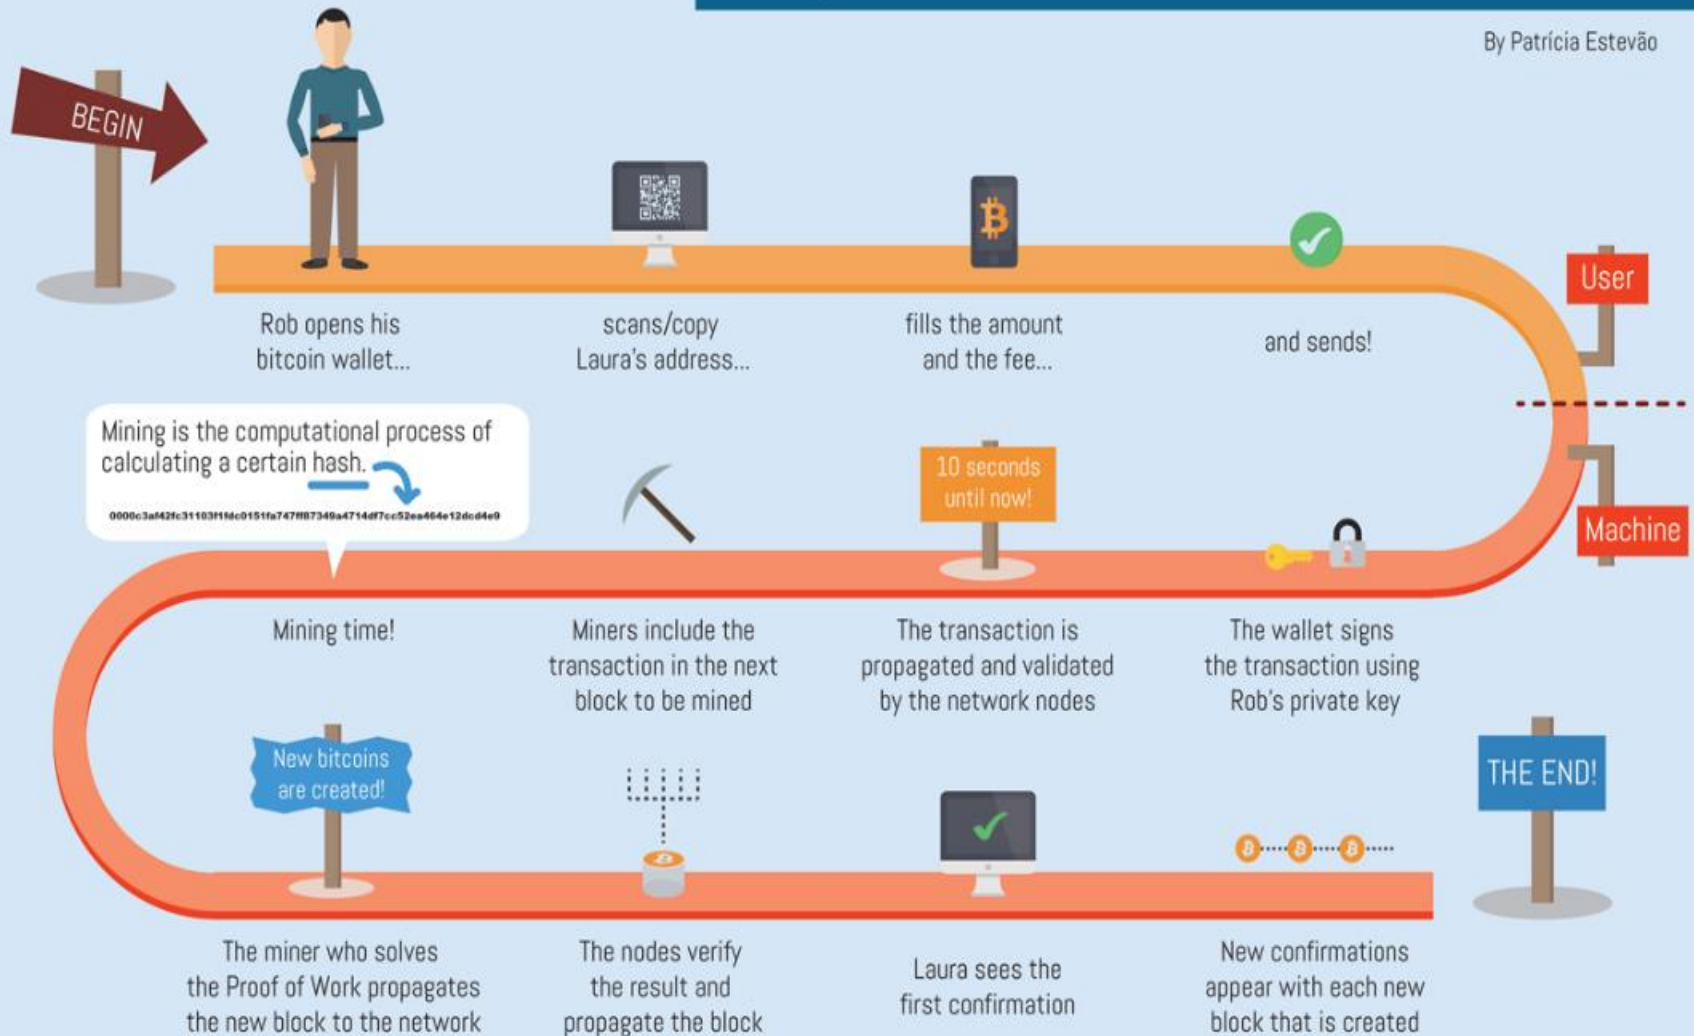 By Patrícia Estevão
BEGIN
Rob opens his
bitcoin wallet...
scans/copy
Laura's address...
fills the amount
and the fee...
and sends!
User
Machine
The wallet signs
the transaction using
Rob's private key
10 seconds
until now!
The transaction is
propagated and validated
by the network nodes
Miners include the
transaction in the next
block to be mined
Mining is the computational process of
calculating a certain hash.
0000c3af42fc31103f1fdc0151fa747ff87349a4714df7cc52ea464e12dcd4e9
Mining time!
New bitcoins
are created!
The miner who solves
the Proof of Work propagates
the new block to the network
The nodes verify
the result and
propagate the block
Laura sees the
first confirmation
New confirmations
appear with each new
block that is created
THE END!